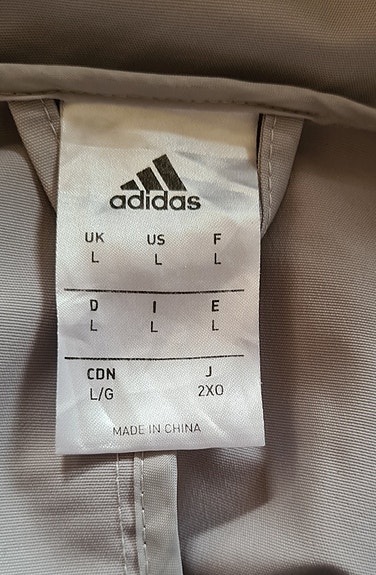 adidas
UK US F
L L L
D I E
L L L
CDN J
L/G 2XO
MADE IN CHINA